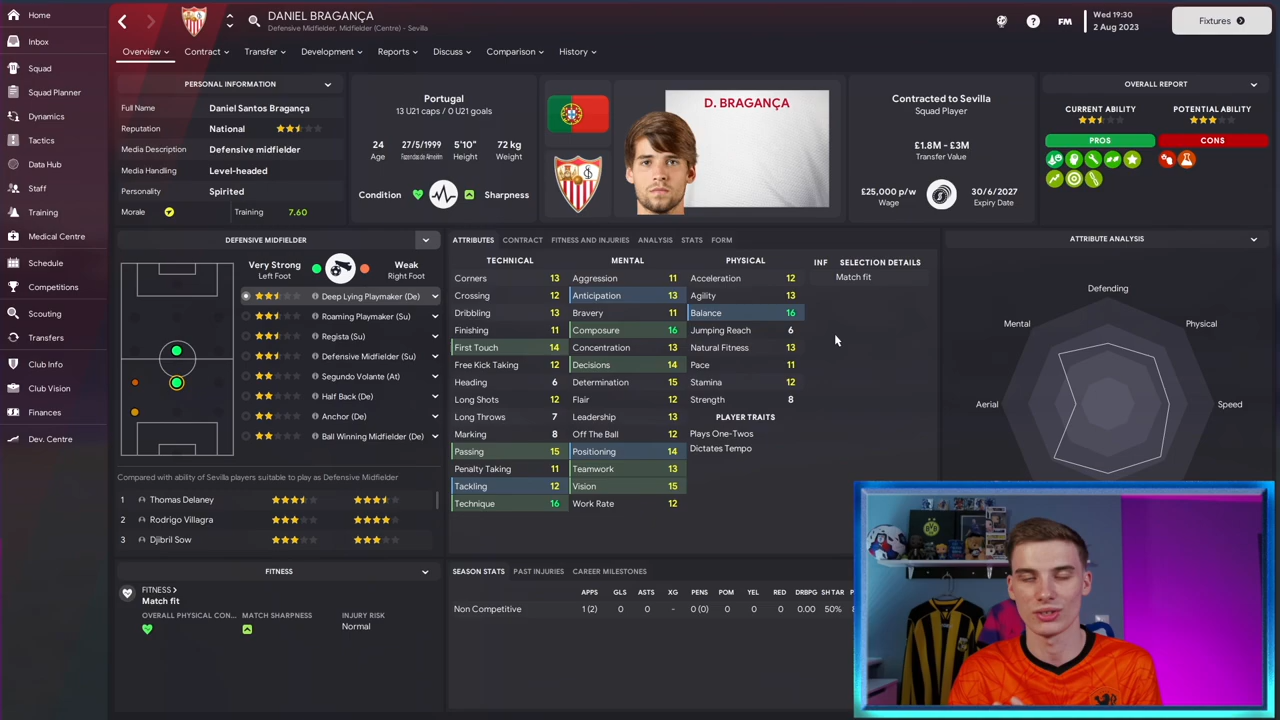 Home
Inbox
Squad
Squad Planner
Dynamics
Tactics
Data Hub
Staff
Training
Medical Centre
Schedule
Competitions
Scouting
Transfers
Club Info
Club Vision
Finances
Dev. Centre
DANIEL BRAGANÇA
Defensive Midfielder, Midfielder (Centre) - Sevilla
FM
Wed 19:30
2 Aug 2023
Fixtures
Overview
Contract
Transfer
Development
Reports
Discuss
Comparison
History
PERSONAL INFORMATION
Full Name Daniel Santos Bragança
Reputation National
Media Description Defensive midfielder
Media Handling Level-headed
Personality Spirited
Morale Training 7.60
Portugal
13 U21 caps / 0 U21 goals
24 27/5/1999 5'10" 72 kg
Age Fazendas de Almeirim Height Weight
Condition Sharpness
D. BRAGANÇA
Contracted to Sevilla
Squad Player
£1.8M - £3M
Transfer Value
£25,000 p/w 30/6/2027
Wage Expiry Date
OVERALL REPORT
CURRENT ABILITY POTENTIAL ABILITY
PROS CONS
DEFENSIVE MIDFIELDER
Very Strong Weak
Left Foot Right Foot
Deep Lying Playmaker (De)
Roaming Playmaker (Su)
Regista (Su)
Defensive Midfielder (Su)
Segundo Volante (At)
Half Back (De)
Anchor (De)
Ball Winning Midfielder (De)
Compared with ability of Sevilla players suitable to play as Defensive Midfielder
1 Thomas Delaney
2 Rodrigo Villagra
3 Djibril Sow
ATTRIBUTES CONTRACT FITNESS AND INJURIES ANALYSIS STATS FORM
TECHNICAL
Corners 13
Crossing 12
Dribbling 13
Finishing 11
First Touch 14
Free Kick Taking 12
Heading 6
Long Shots 12
Long Throws 7
Marking 8
Passing 15
Penalty Taking 11
Tackling 12
Technique 16
MENTAL
Aggression 11
Anticipation 13
Bravery 11
Composure 16
Concentration 13
Decisions 14
Determination 15
Flair 12
Leadership 13
Off The Ball 12
Positioning 14
Teamwork 13
Vision 15
Work Rate 12
PHYSICAL
Acceleration 12
Agility 13
Balance 16
Jumping Reach 6
Natural Fitness 13
Pace 11
Stamina 12
Strength 8
PLAYER TRAITS
Plays One-Twos
Dictates Tempo
INF SELECTION DETAILS
Match fit
ATTRIBUTE ANALYSIS
Defending
Mental
Physical
Aerial
Speed
FITNESS
FITNESS >
Match fit
OVERALL PHYSICAL CON... MATCH SHARPNESS INJURY RISK
Normal
SEASON STATS PAST INJURIES CAREER MILESTONES
APPS GLS ASTS XG PENS POM YEL RED DRBPG SH TAR
Non Competitive 1 (2) 0 0 - 0 (0) 0 0 0 0.00 50%